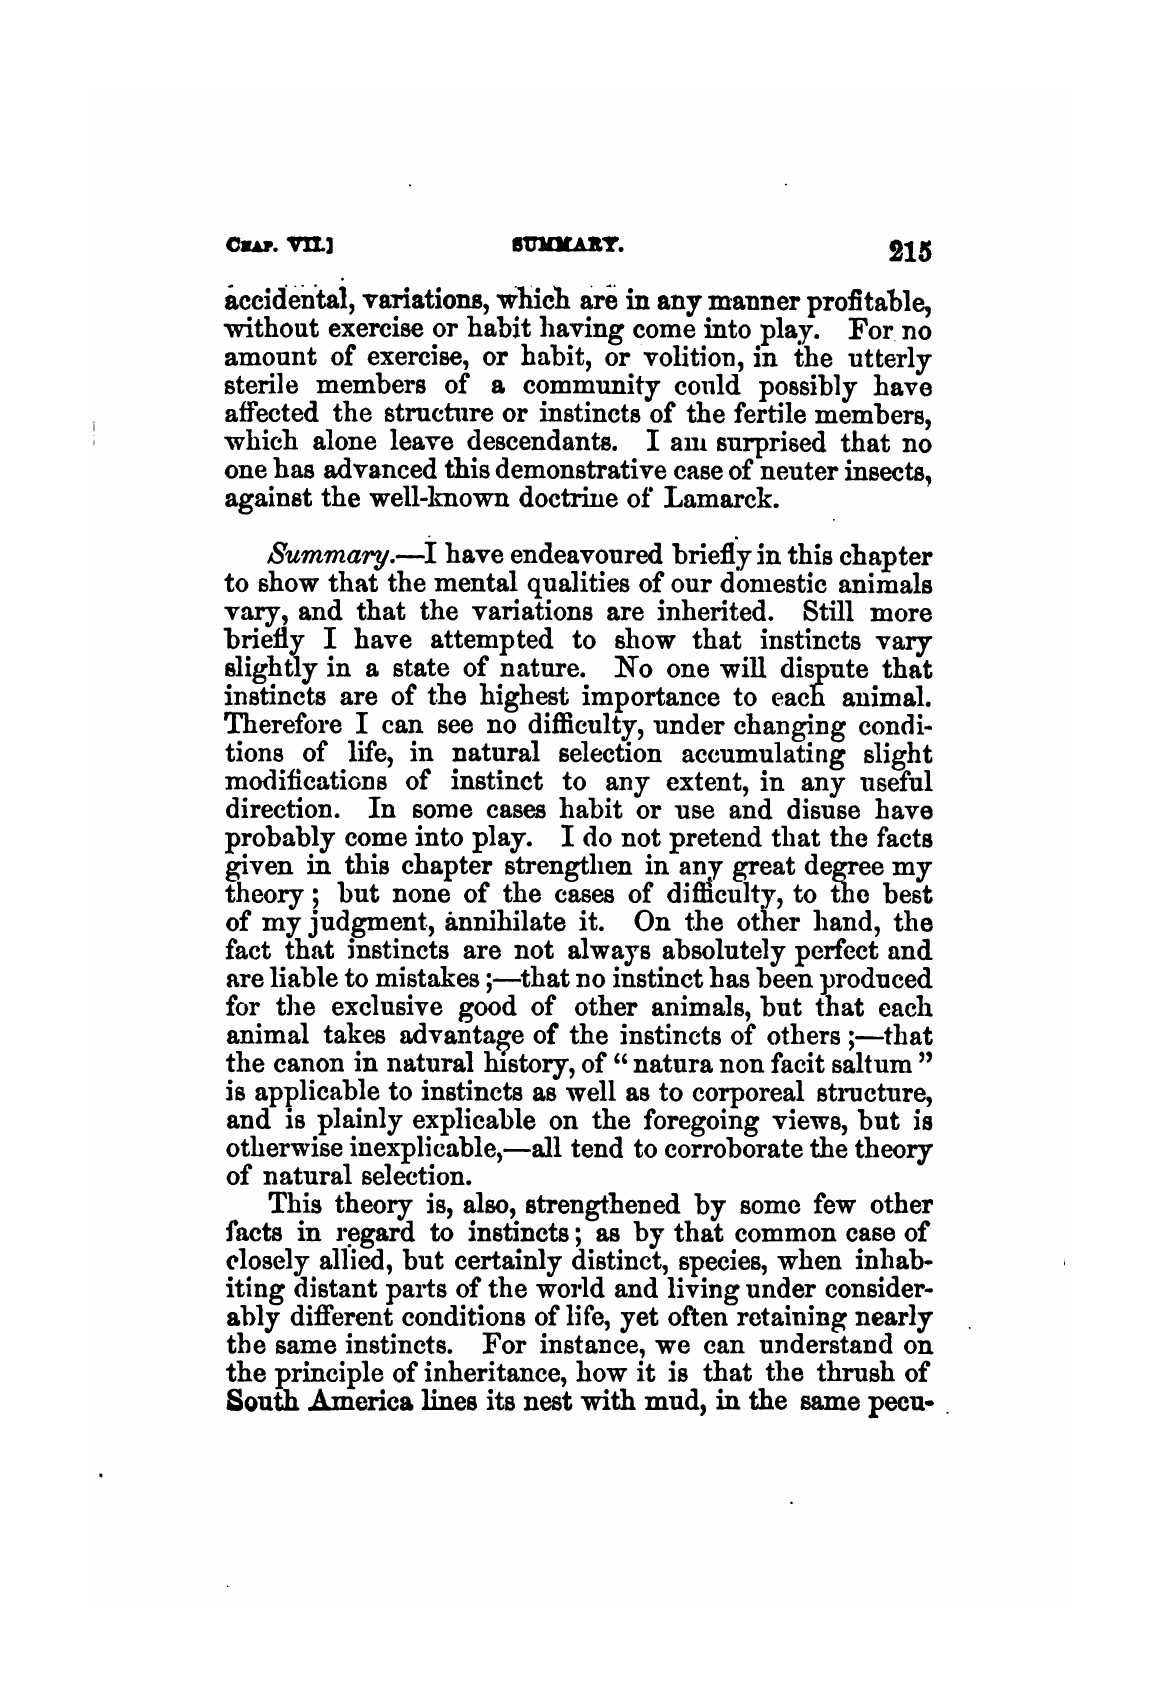 CHAP. VII.] SUMMARY. 215
accidental, variations, which are in any manner profitable,
without exercise or habit having come into play. For no
amount of exercise, or habit, or volition, in the utterly
sterile members of a community could possibly have
affected the structure or instincts of the fertile members,
which alone leave descendants. I am surprised that no
one has advanced this demonstrative case of neuter insects,
against the well-known doctrine of Lamarck.
Summary.—I have endeavoured briefly in this chapter
to show that the mental qualities of our domestic animals
vary, and that the variations are inherited. Still more
briefly I have attempted to show that instincts vary
slightly in a state of nature. No one will dispute that
instincts are of the highest importance to each animal.
Therefore I can see no difficulty, under changing condi-
tions of life, in natural selection accumulating slight
modifications of instinct to any extent, in any useful
direction. In some cases habit or use and disuse have
probably come into play. I do not pretend that the facts
given in this chapter strengthen in any great degree my
theory; but none of the cases of difficulty, to the best
of my judgment, annihilate it. On the other hand, the
fact that instincts are not always absolutely perfect and
are liable to mistakes;—that no instinct has been produced
for the exclusive good of other animals, but that each
animal takes advantage of the instincts of others;—that
the canon in natural history, of “natura non facit saltum”
is applicable to instincts as well as to corporeal structure,
and is plainly explicable on the foregoing views, but is
otherwise inexplicable,—all tend to corroborate the theory
of natural selection.
This theory is, also, strengthened by some few other
facts in regard to instincts; as by that common case of
closely allied, but certainly distinct, species, when inhab-
iting distant parts of the world and living under consider-
ably different conditions of life, yet often retaining nearly
the same instincts. For instance, we can understand on
the principle of inheritance, how it is that the thrush of
South America lines its nest with mud, in the same pecu-